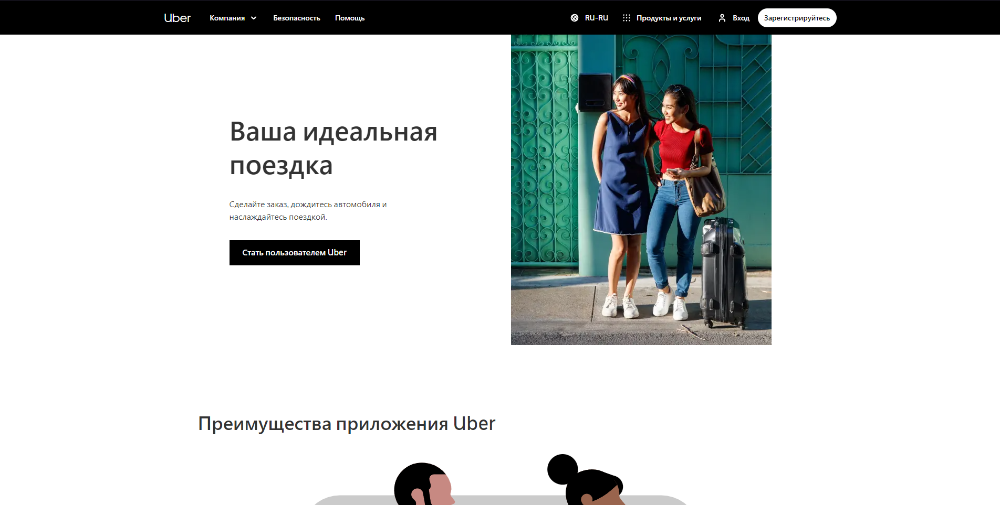 Uber
Компания
Безопасность
Помощь
RU-RU
Продукты и услуги
Вход
Зарегистрируйтесь
Ваша идеальная
поездка
Сделайте заказ, дождитесь автомобиля и
наслаждайтесь поездкой.
Стать пользователем Uber
Преимущества приложения Uber